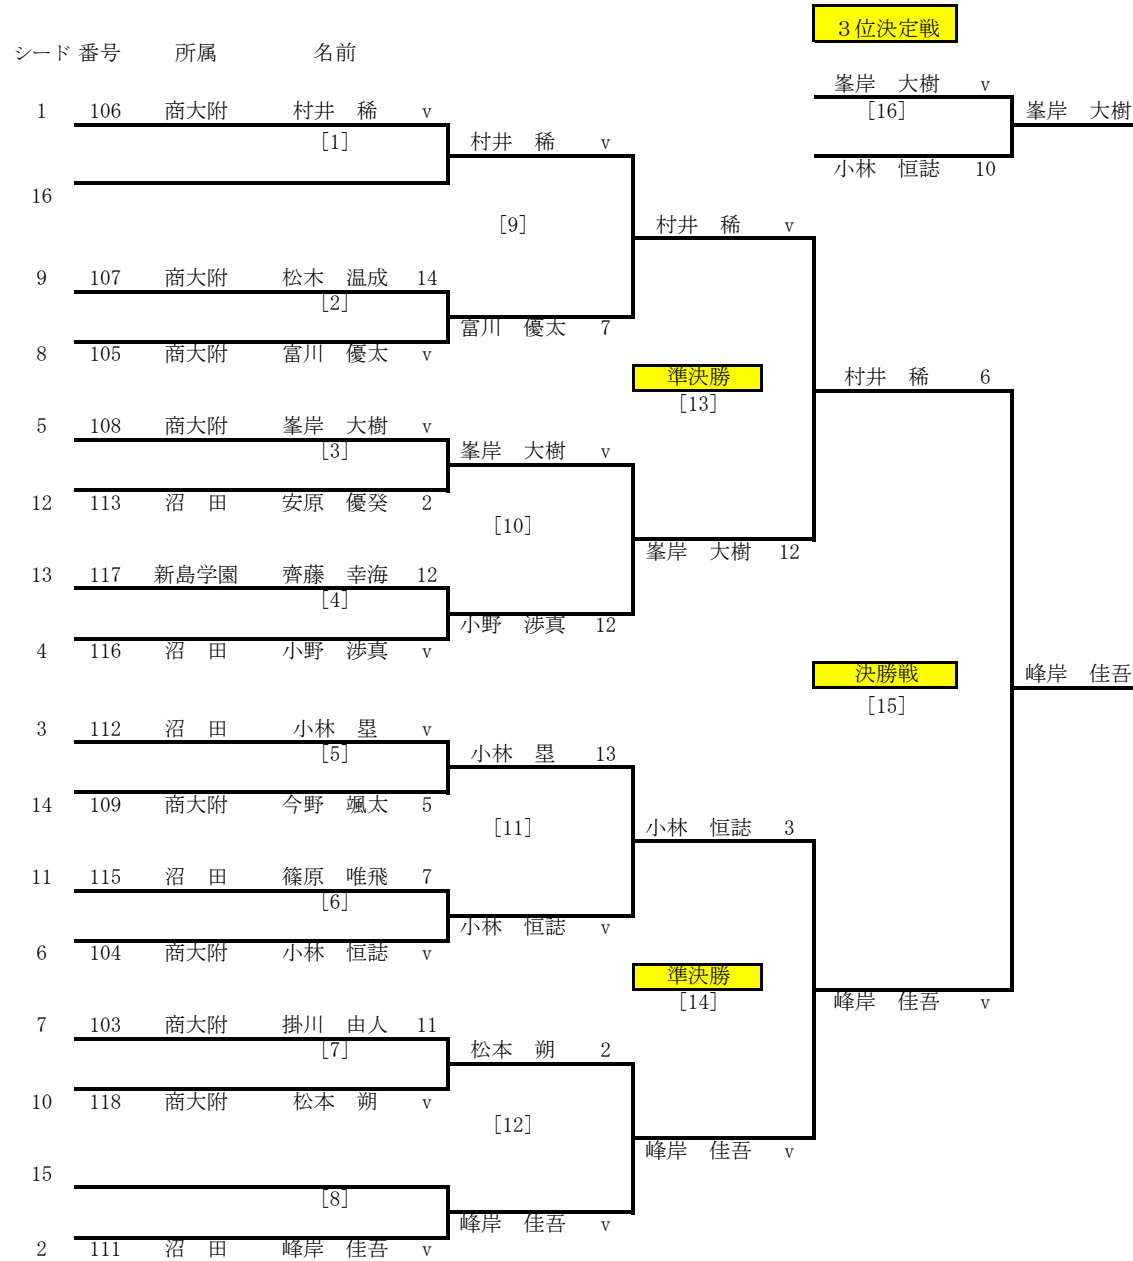 ３位決定戦
シード 番号 所属 名前
峯岸 大樹 v
1 106 商大附 村井 稀 v
[16]
峯岸 大樹
[1]
村井 稀 v
小林 恒誌 10
16
[9]
村井 稀 v
9 107 商大附 松木 温成 14
[2]
富川 優太 7
8 105 商大附 富川 優太 v
準決勝
村井 稀 6
[13]
5 108 商大附 峯岸 大樹 v
[3]
峯岸 大樹 v
12 113 沼 田 安原 優癸 2
[10]
峯岸 大樹 12
13 117 新島学園 齊藤 幸海 12
[4]
小野 渉真 12
4 116 沼 田 小野 渉真 v
決勝戦
峰岸 佳吾
[15]
3 112 沼 田 小林 塁 v
[5]
小林 塁 13
14 109 商大附 今野 颯太 5
[11]
小林 恒誌 3
11 115 沼 田 篠原 唯飛 7
[6]
小林 恒誌 v
6 104 商大附 小林 恒誌 v
準決勝
[14]
峰岸 佳吾 v
7 103 商大附 掛川 由人 11
[7]
松本 朔 2
10 118 商大附 松本 朔 v
[12]
峰岸 佳吾 v
15
[8]
峰岸 佳吾 v
2 111 沼 田 峰岸 佳吾 v